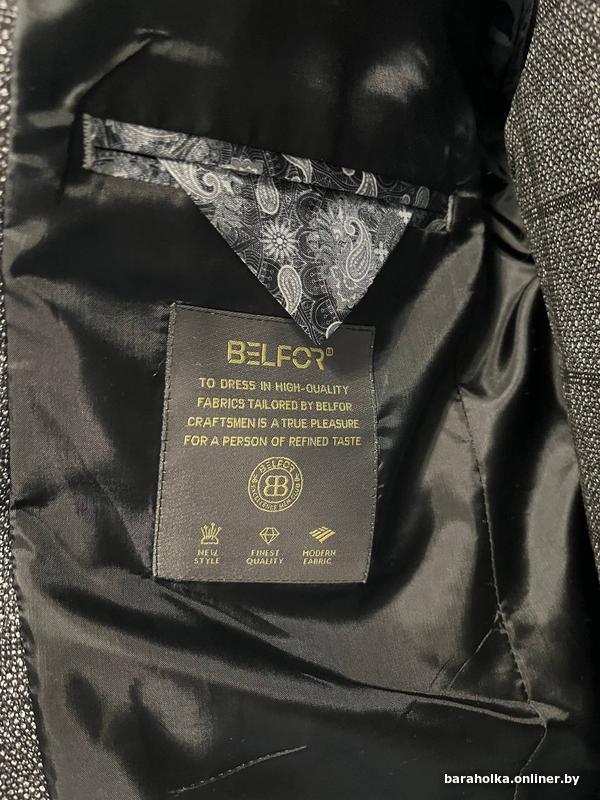 BELFOR®
TO DRESS IN HIGH-QUALITY
FABRICS TAILORED BY BELFOR
CRAFTSMEN IS A TRUE PLEASURE
FOR A PERSON OF REFINED TASTE
BELFOR
NEW STYLE
FINEST QUALITY
MODERN FABRIC
baraholka.onliner.by